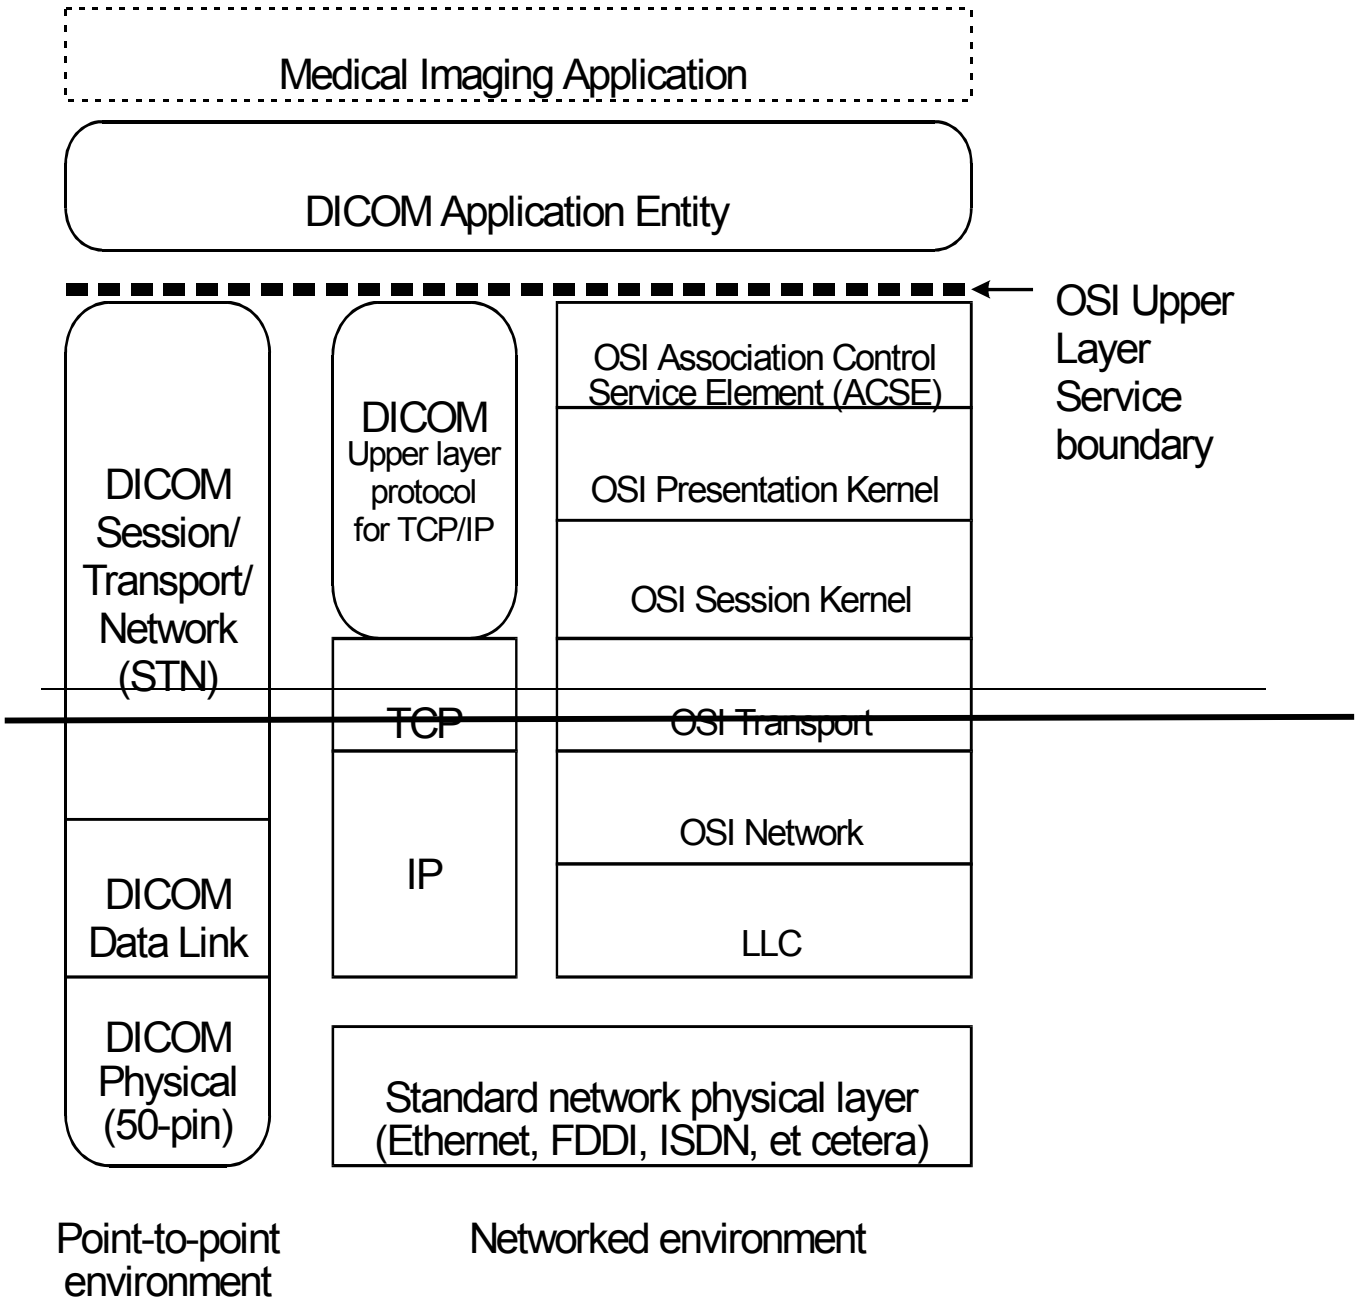 Medical Imaging Application
DICOM Application Entity
OSI Upper
Layer
Service
boundary
DICOM
Session/
Transport/
Network
(STN)
DICOM
Data Link
DICOM
Physical
(50-pin)
DICOM
Upper layer
protocol
for TCP/IP
TCP
IP
OSI Association Control
Service Element (ACSE)
OSI Presentation Kernel
OSI Session Kernel
OSI Transport
OSI Network
LLC
Standard network physical layer
(Ethernet, FDDI, ISDN, et cetera)
Point-to-point
environment
Networked environment